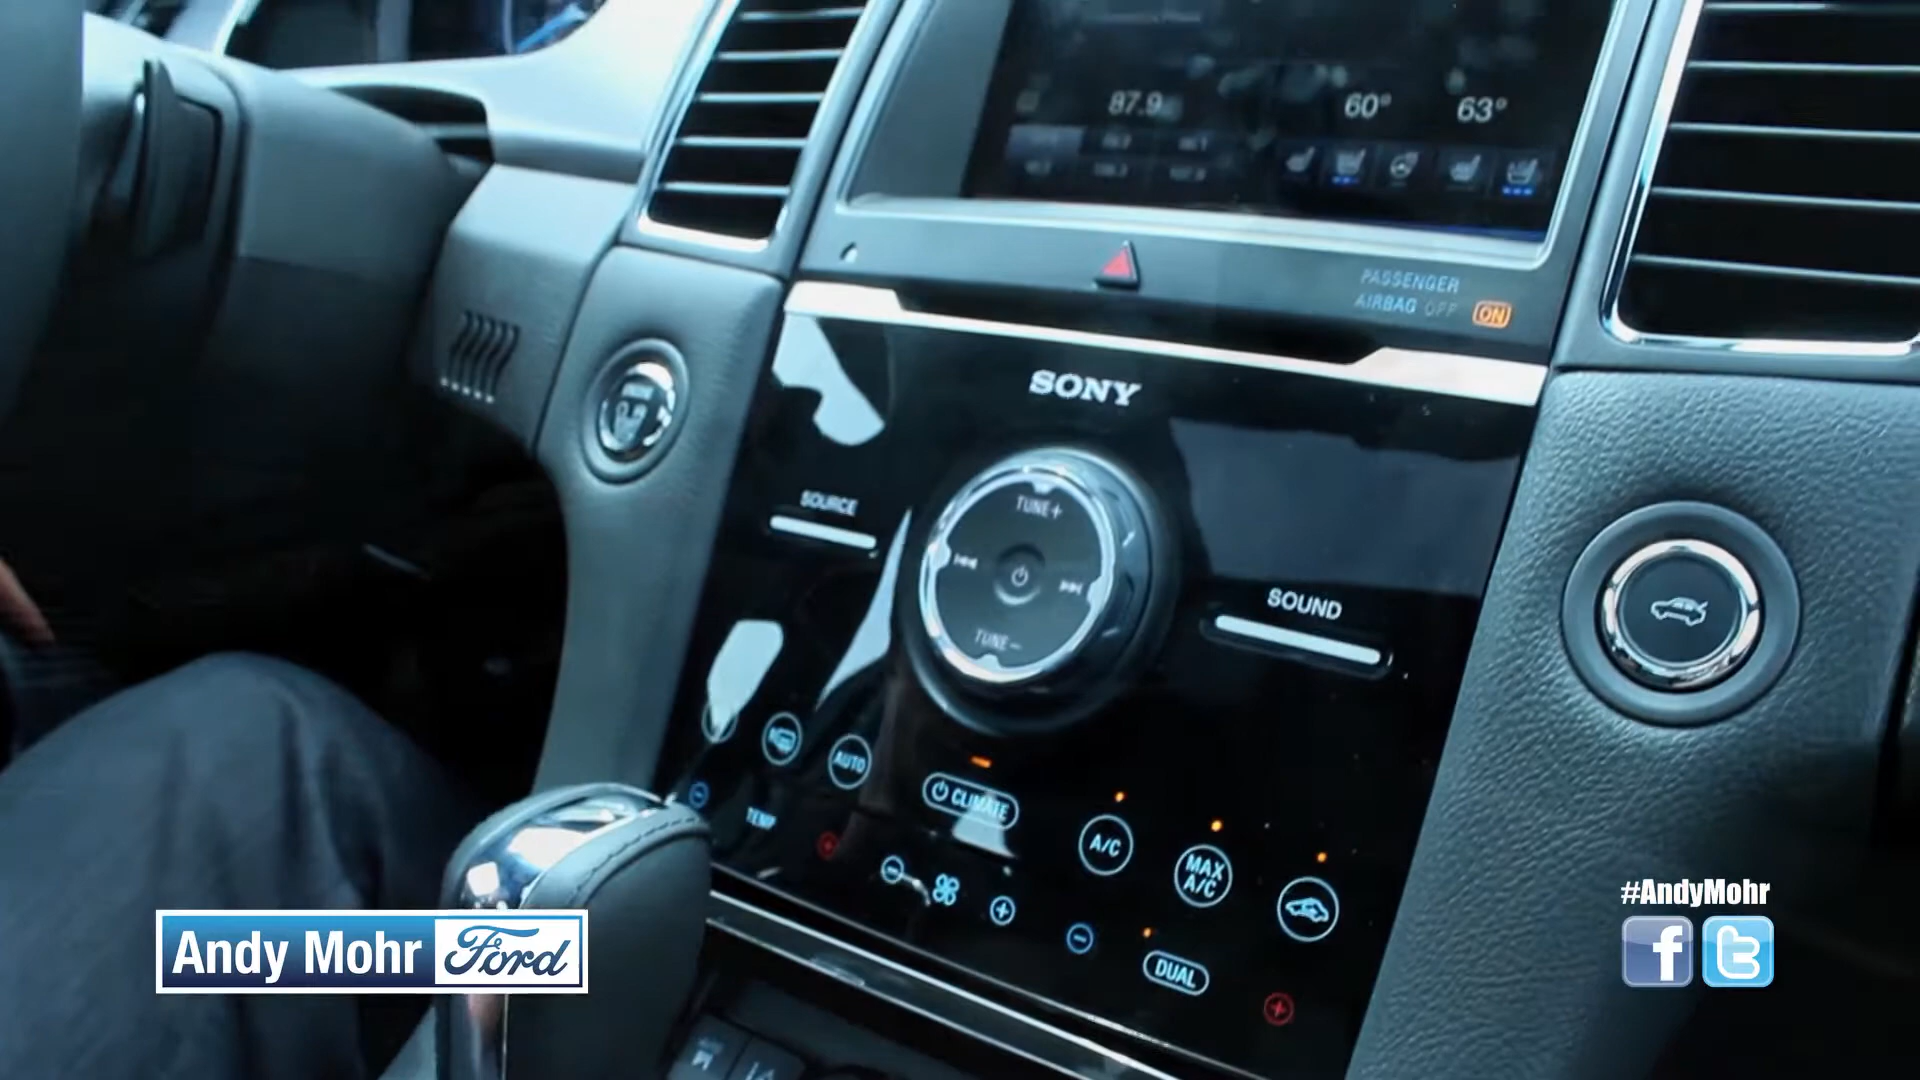 87.9 60° 63°
PASSENGER
AIRBAG OFF ON
SONY
SOURCE
TUNE+
TUNE−
SOUND
AUTO
CLIMATE
TEMP
A/C
MAX
A/C
DUAL
#AndyMohr
Andy Mohr Ford
f t